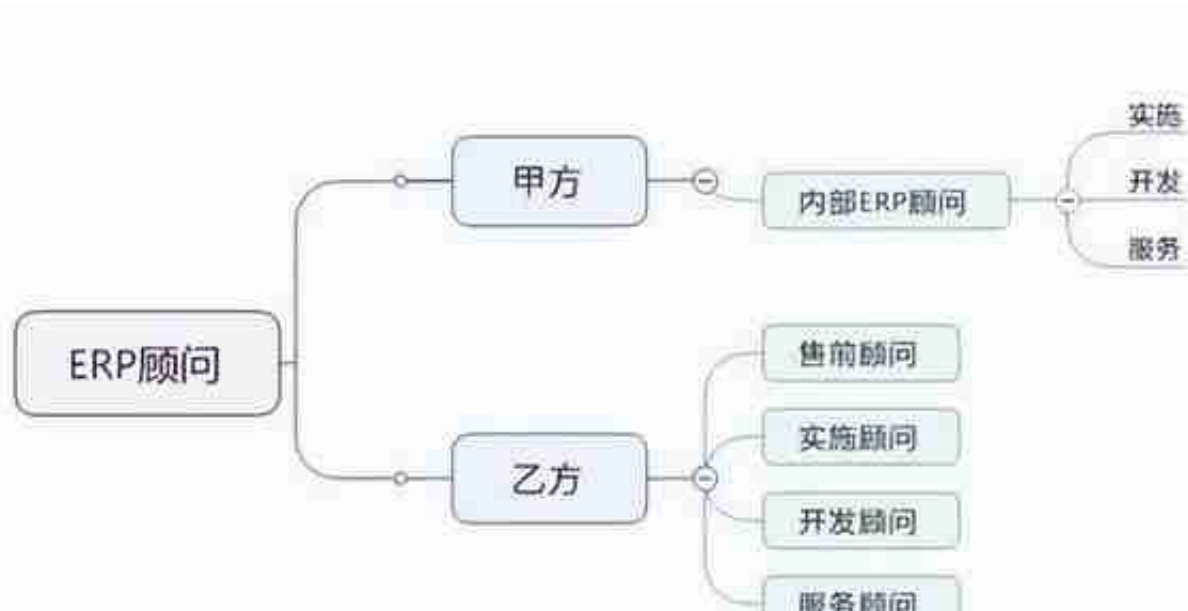 实施
甲方
开发
内部ERP顾问
服务
ERP顾问
售前顾问
实施顾问
乙方
开发顾问
服务顾问